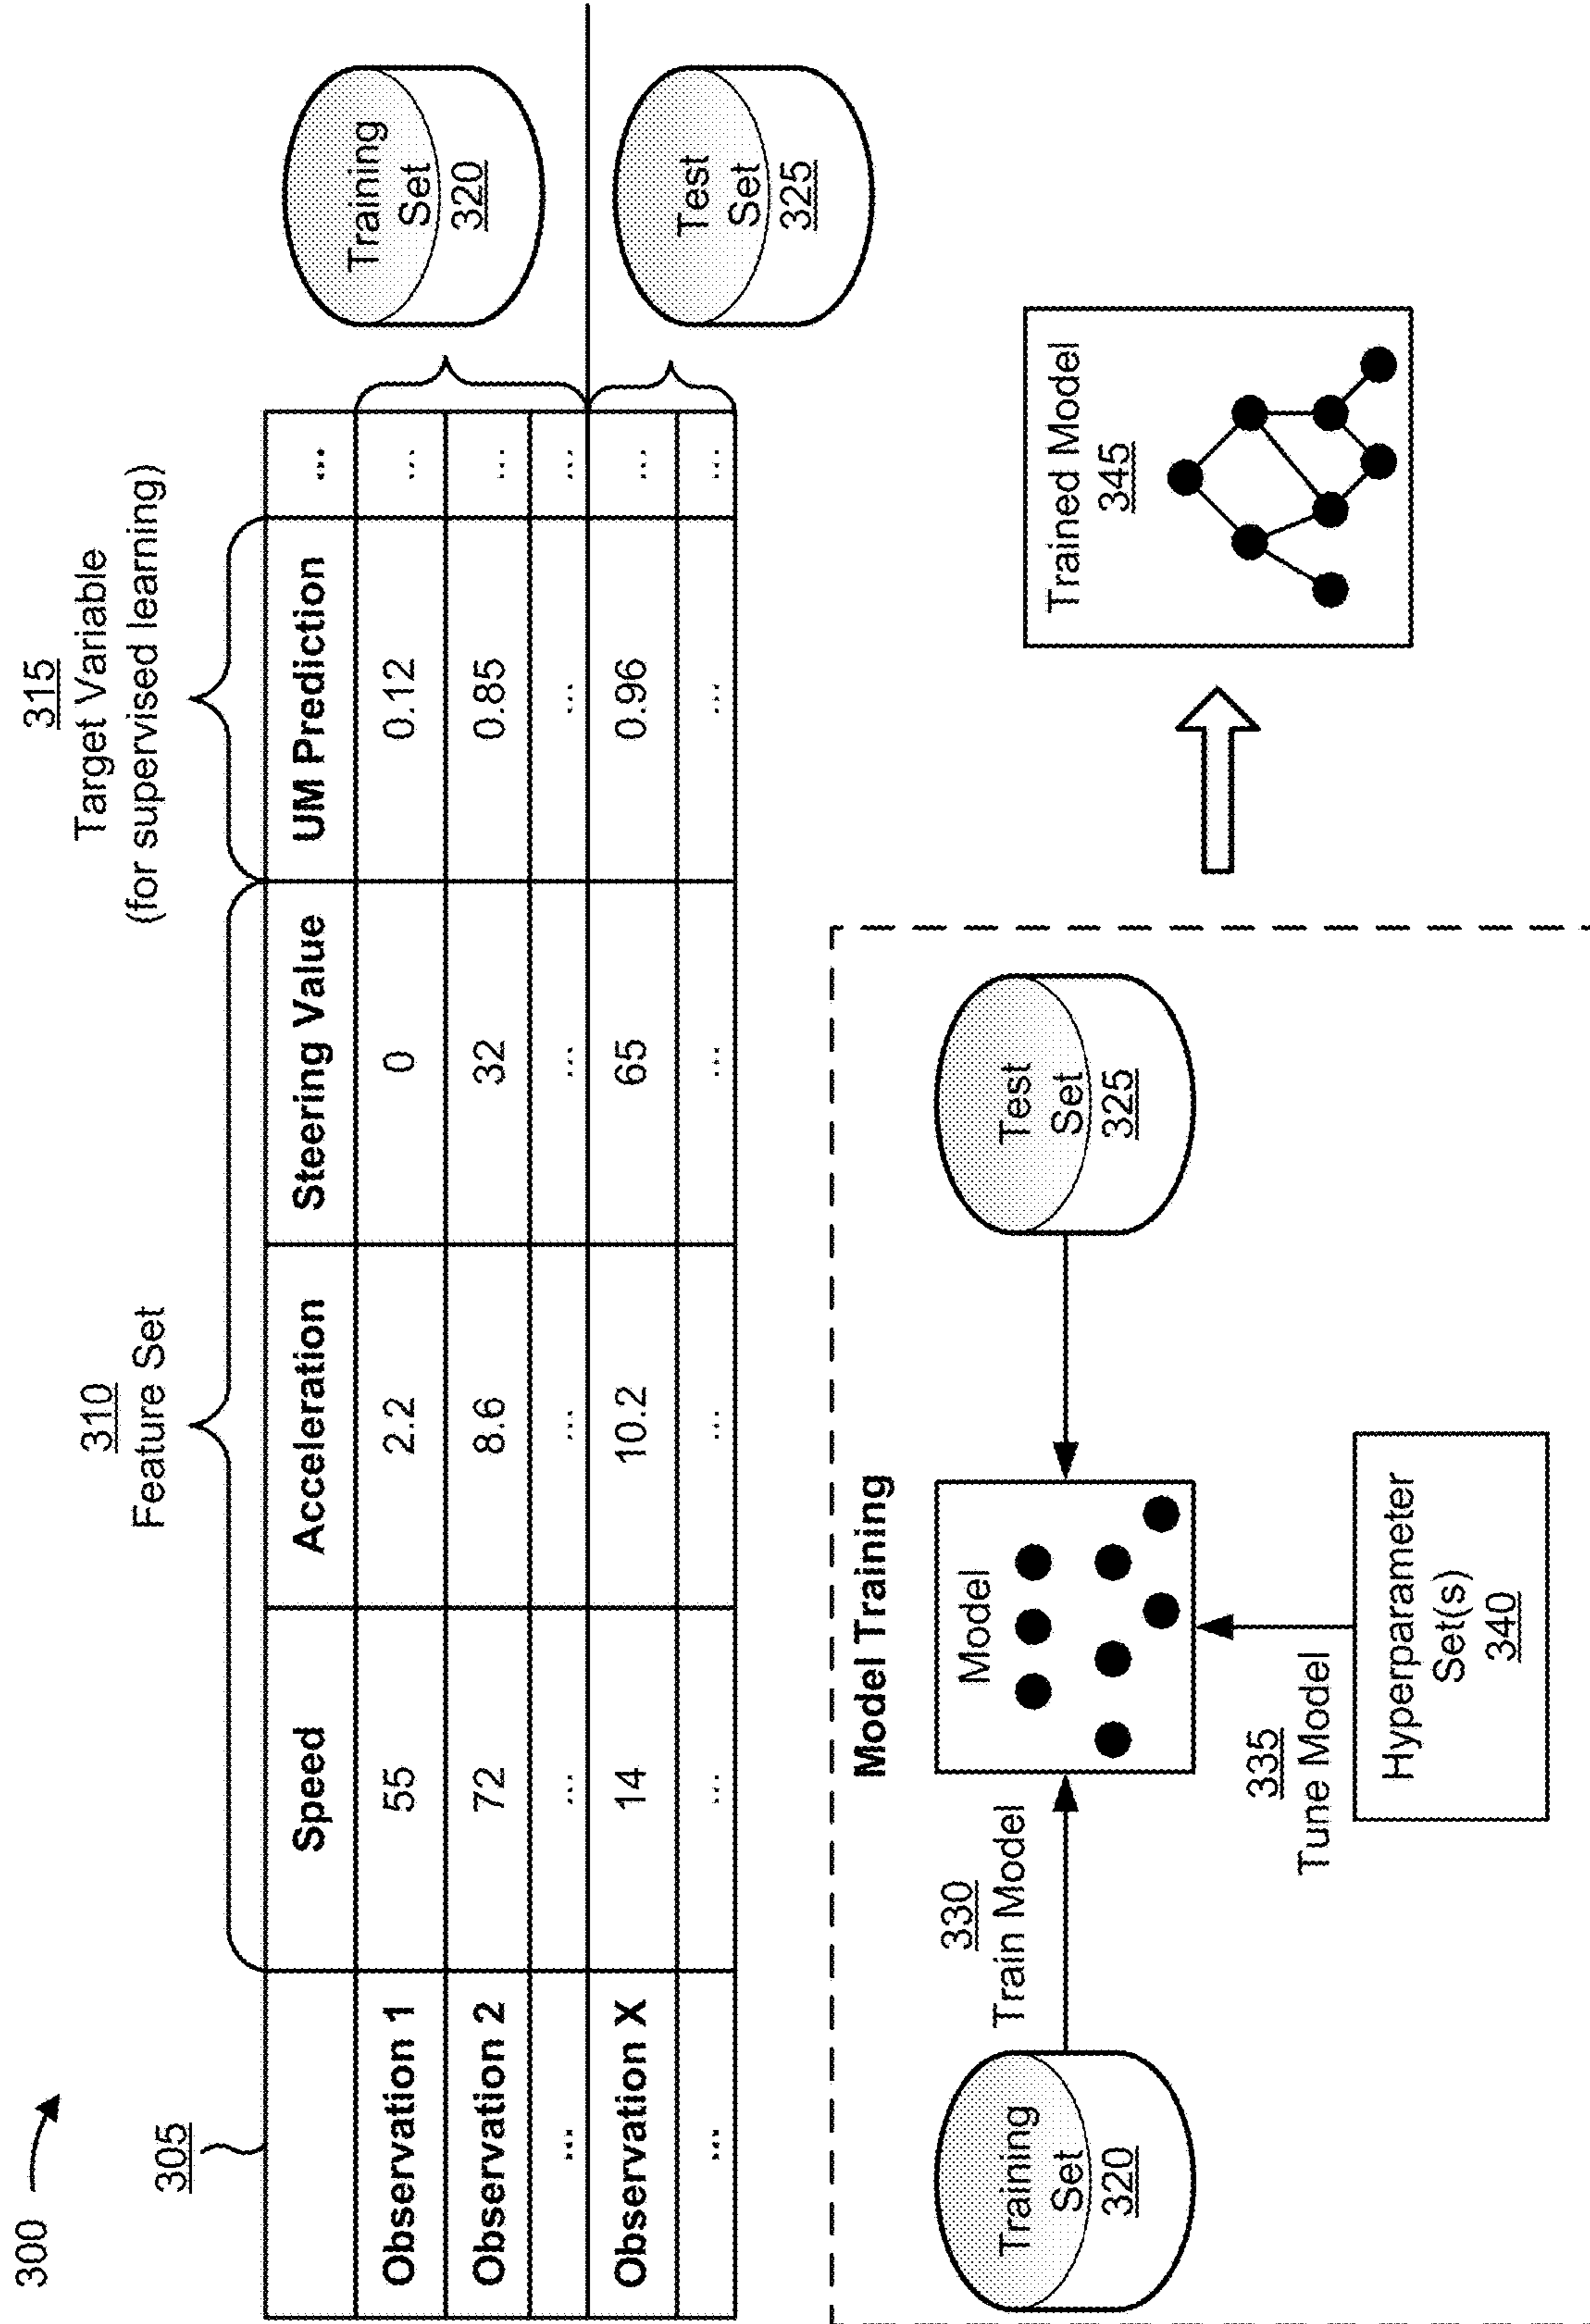 300
305
310
Feature Set
315
Target Variable
(for supervised learning)
Speed Acceleration Steering Value UM Prediction ...
Observation 1 55 2.2 0 0.12 ...
Observation 2 72 8.6 32 0.85 ...
... ... ... ... ... ...
Observation X 14 10.2 65 0.96 ...
... ... ... ... ... ...
Training
Set
320
Test
Set
325
Model Training
Training
Set
320
330
Train Model
Model
Test
Set
325
335
Tune Model
Hyperparameter
Set(s)
340
Trained Model
345